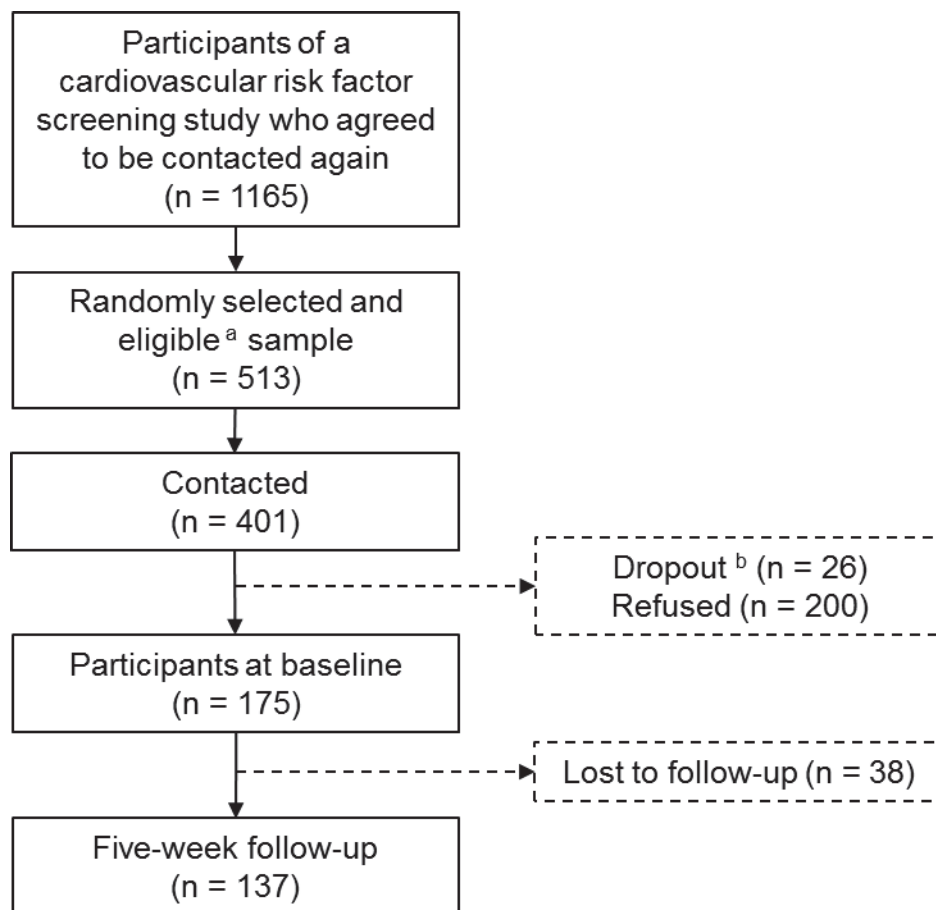 Participants of a
cardiovascular risk factor
screening study who agreed
to be contacted again
(n = 1165)
Randomly selected and
eligible ᵃ sample
(n = 513)
Contacted
(n = 401)
Dropout ᵇ (n = 26)
Refused (n = 200)
Participants at baseline
(n = 175)
Lost to follow-up (n = 38)
Five-week follow-up
(n = 137)